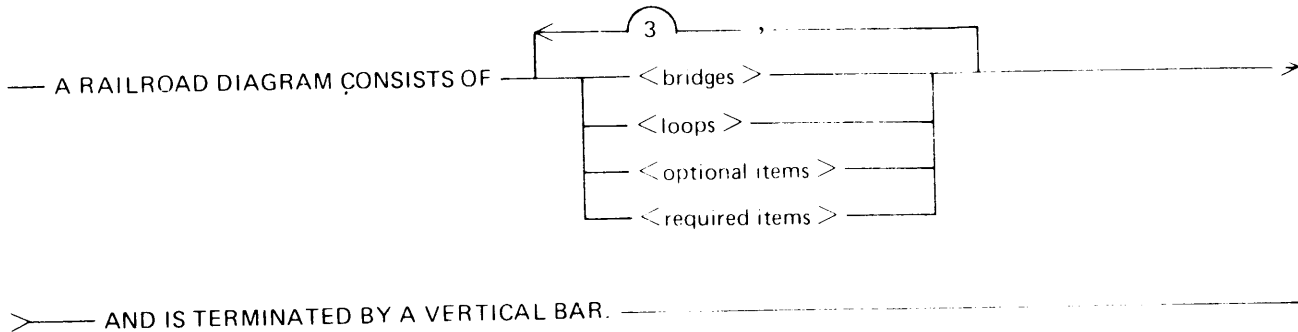 3 ,
A RAILROAD DIAGRAM CONSISTS OF <bridges>
<loops>
<optional items>
<required items>
AND IS TERMINATED BY A VERTICAL BAR.